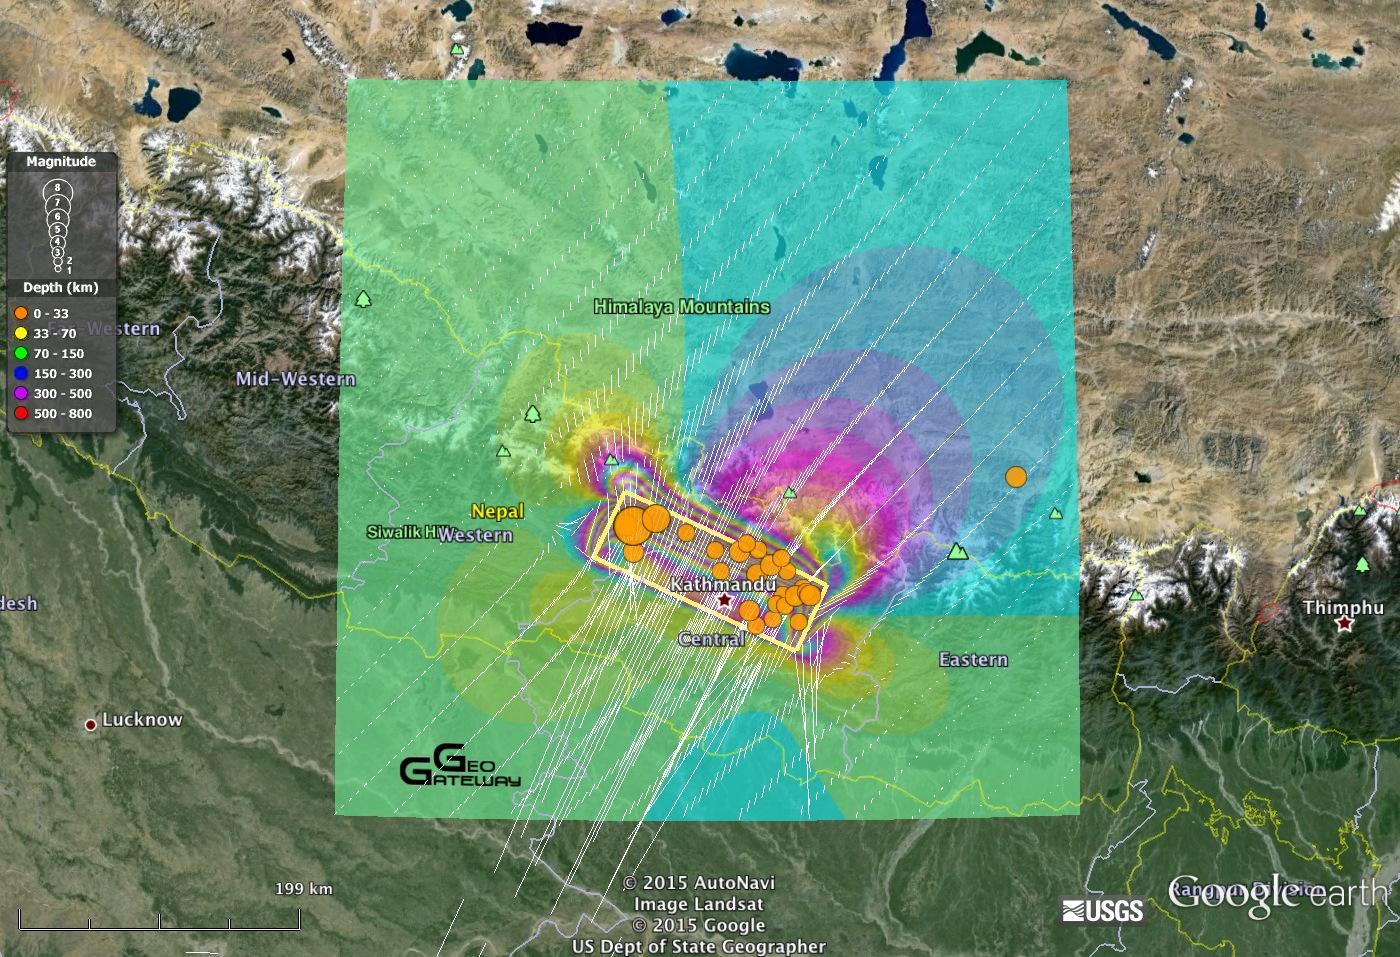 Magnitude
8
7
6
5
4
3
2
1
Depth (km)
0 - 33
33 - 70
70 - 150
150 - 300
300 - 500
500 - 800
Western
Mid-Western
Himalaya Mountains
Nepal
Siwalik Hi
Western
Kathmandu
Central
Eastern
Thimphu
desh
Lucknow
GEO
GATEWAY
199 km
© 2015 AutoNavi
Image Landsat
© 2015 Google
US Dept of State Geographer
USGS
Rangpur Division
Google earth